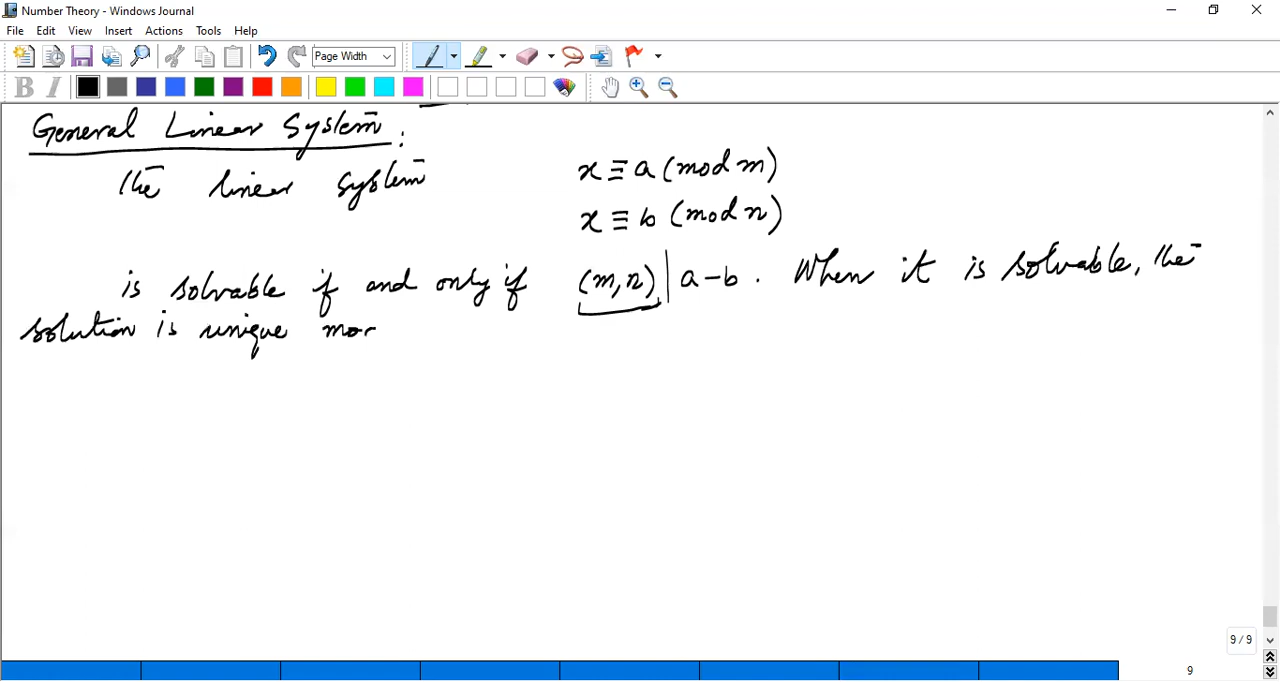 Number Theory - Windows Journal
File Edit View Insert Actions Tools Help
Page Width
B I
General Linear System :
the linear system
x ≡ a (mod m)
x ≡ b (mod n)
is solvable if and only if (m, n) | a - b . When it is solvable, the
solution is unique mod
9 / 9
9